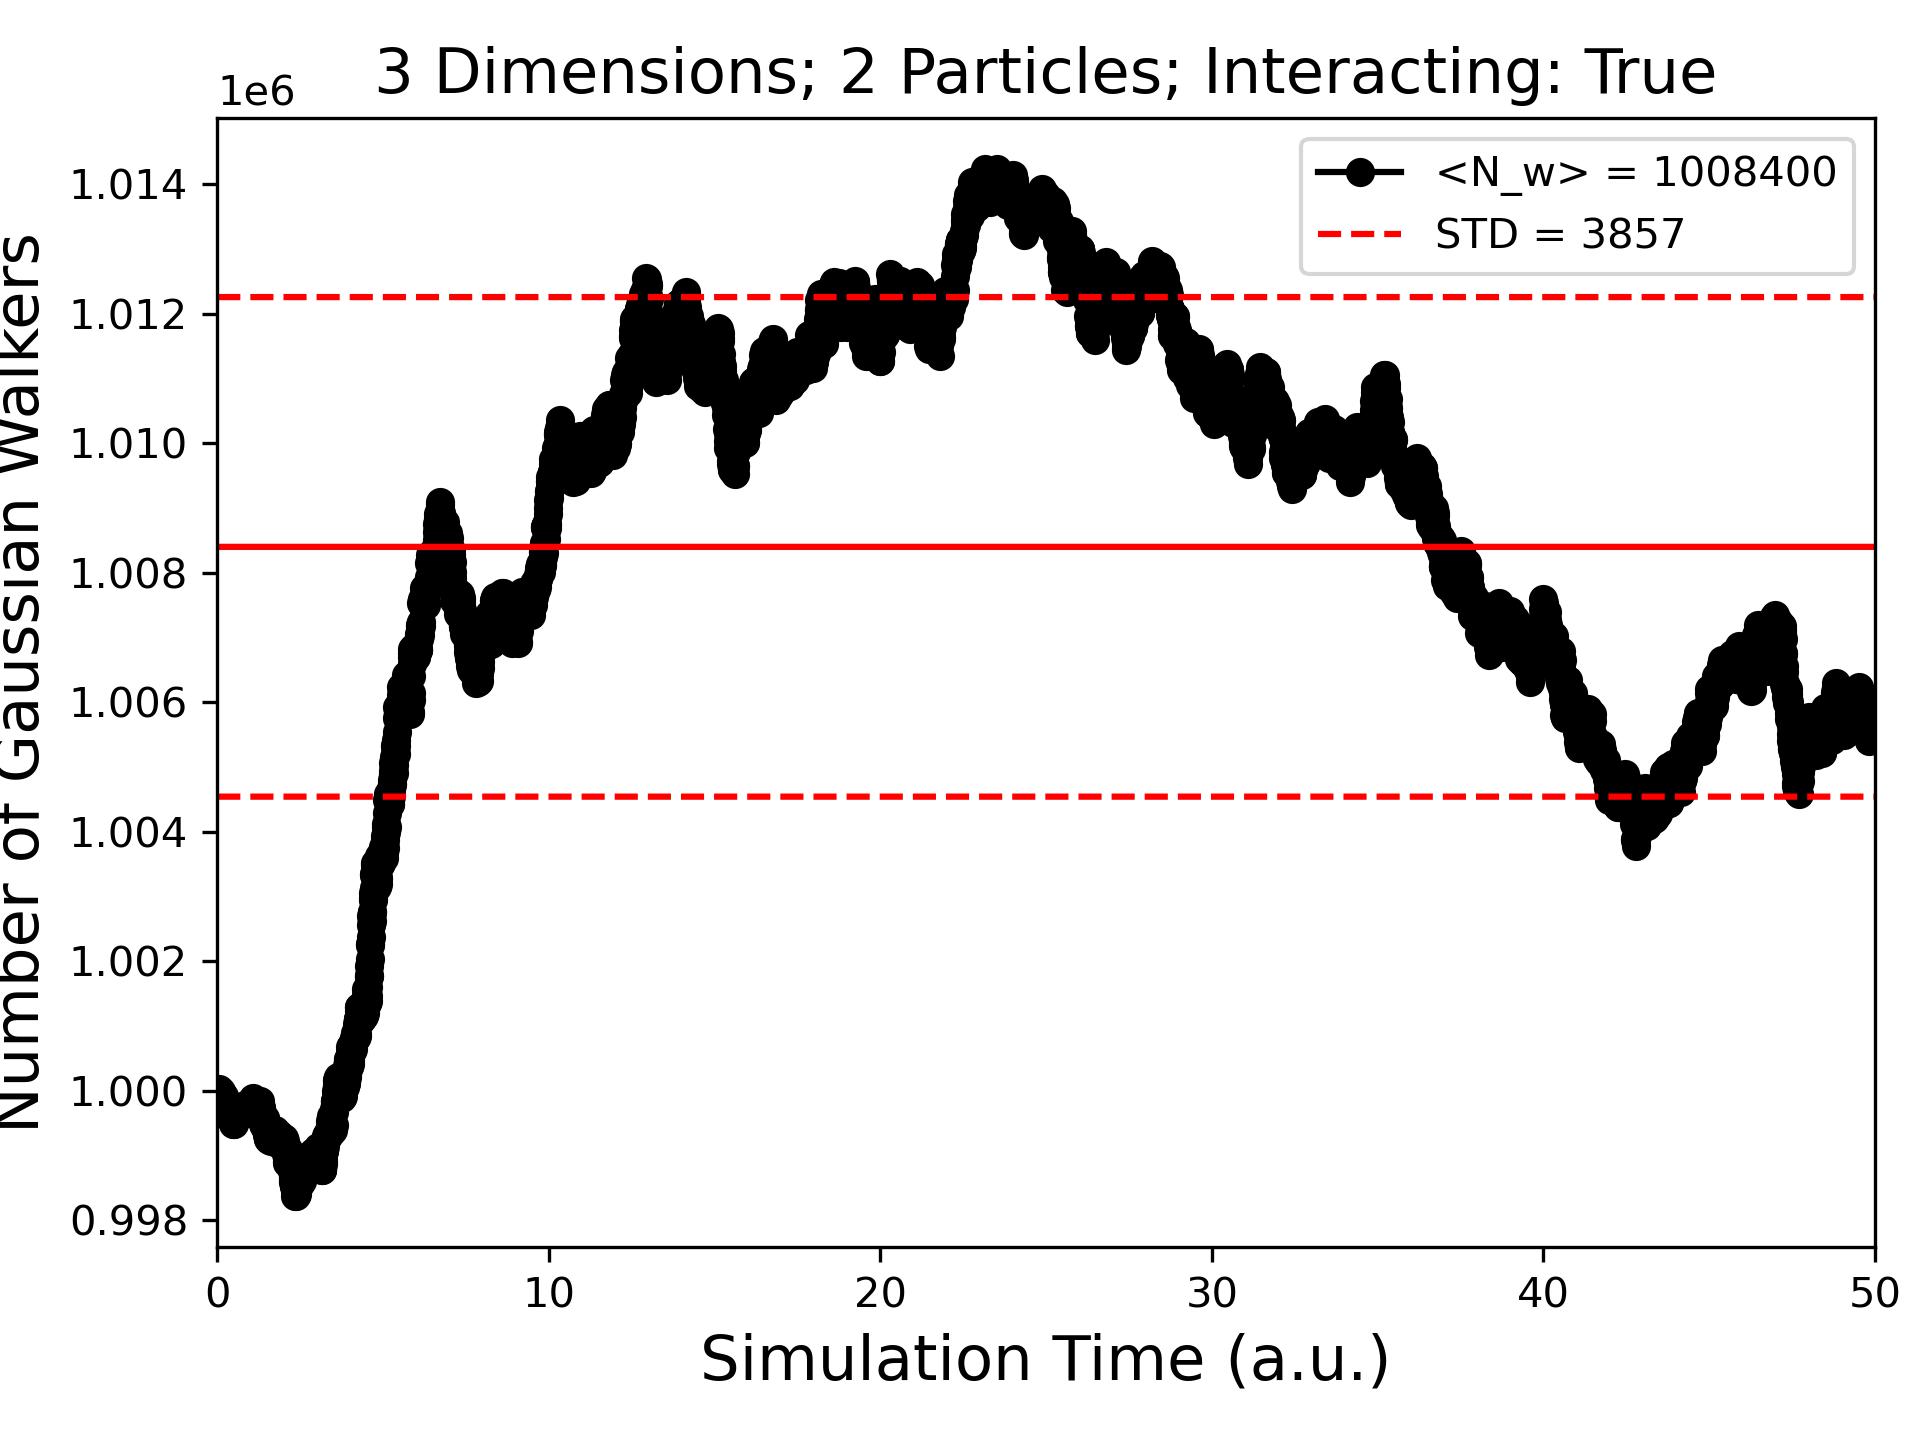 3 Dimensions; 2 Particles; Interacting: True
1e6
<N_w> = 1008400
STD = 3857
1.014
1.012
1.010
1.008
1.006
1.004
1.002
1.000
0.998
Number of Gaussian Walkers
0 10 20 30 40 50
Simulation Time (a.u.)